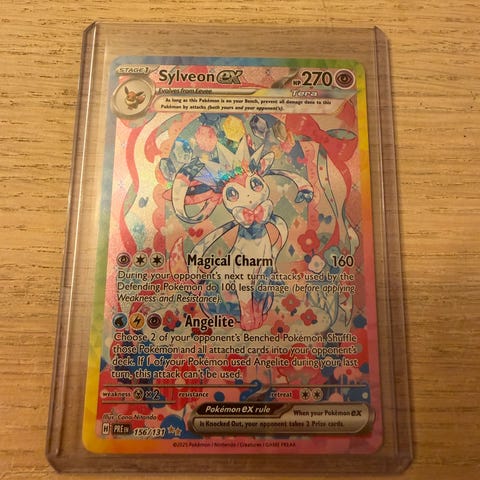 STAGE 1 Sylveon ex HP 270
Evolves from Eevee Tera
As long as this Pokémon is on your Bench, prevent all damage done to this
Pokémon by attacks (both yours and your opponent's).
Magical Charm 160
During your opponent's next turn, attacks used by the
Defending Pokémon do 100 less damage (before applying
Weakness and Resistance).
Angelite
Choose 2 of your opponent's Benched Pokémon. Shuffle
those Pokémon and all attached cards into your opponent's
deck. If 1 of your Pokémon used Angelite during your last
turn, this attack can't be used.
weakness ×2 resistance retreat
Illus. Cona Nitanda
Pokémon ex rule When your Pokémon ex
is Knocked Out, your opponent takes 2 Prize cards.
H PRE EN 156/131
©2025 Pokémon / Nintendo / Creatures / GAME FREAK